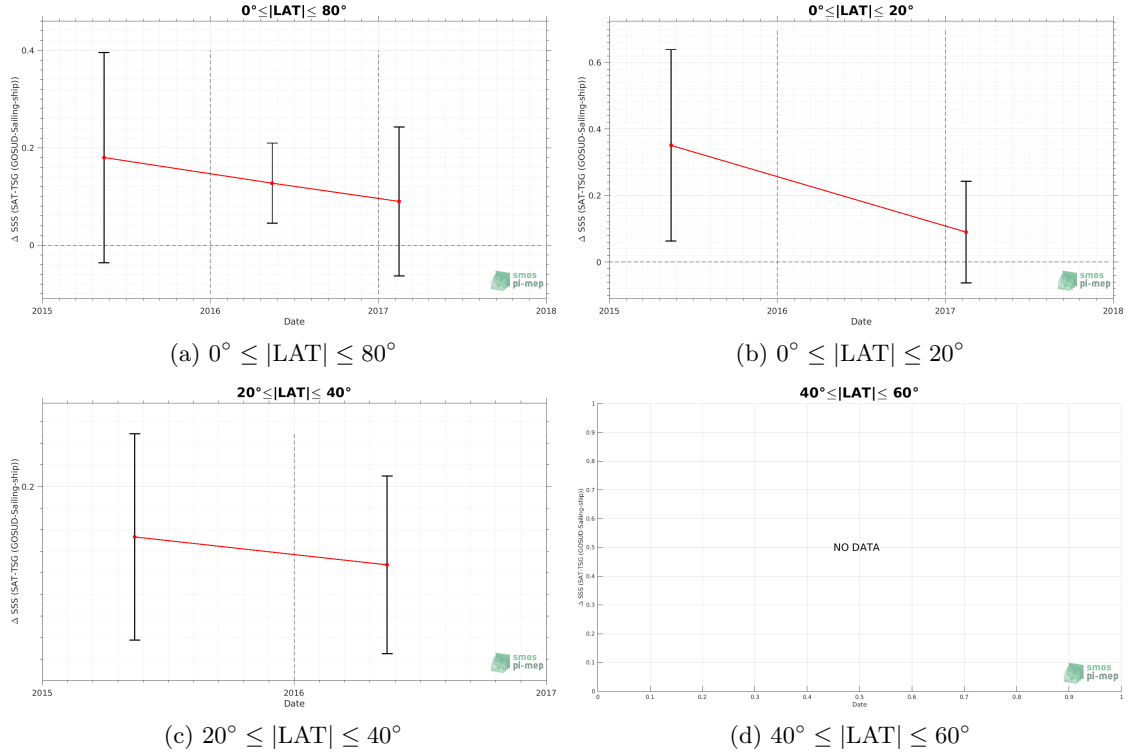 0°≤|LAT|≤ 80°
0.4
0.2
0
Δ SSS (SAT-TSG (GOSUD-Sailing-ship))
2015
2016
2017
2018
Date
smos
pi-mep
(a) 0° ≤ |LAT| ≤ 80°
0°≤|LAT|≤ 20°
0.6
0.4
0.2
0
Δ SSS (SAT-TSG (GOSUD-Sailing-ship))
2015
2016
2017
2018
Date
smos
pi-mep
(b) 0° ≤ |LAT| ≤ 20°
20°≤|LAT|≤ 40°
0.2
Δ SSS (SAT-TSG (GOSUD-Sailing-ship))
2015
2016
2017
Date
smos
pi-mep
(c) 20° ≤ |LAT| ≤ 40°
40°≤|LAT|≤ 60°
1
0.9
0.8
0.7
0.6
0.5
0.4
0.3
0.2
0.1
0
Δ SSS (SAT-TSG (GOSUD-Sailing-ship))
NO DATA
0
0.1
0.2
0.3
0.4
0.5
0.6
0.7
0.8
0.9
1
Date
smos
pi-mep
(d) 40° ≤ |LAT| ≤ 60°